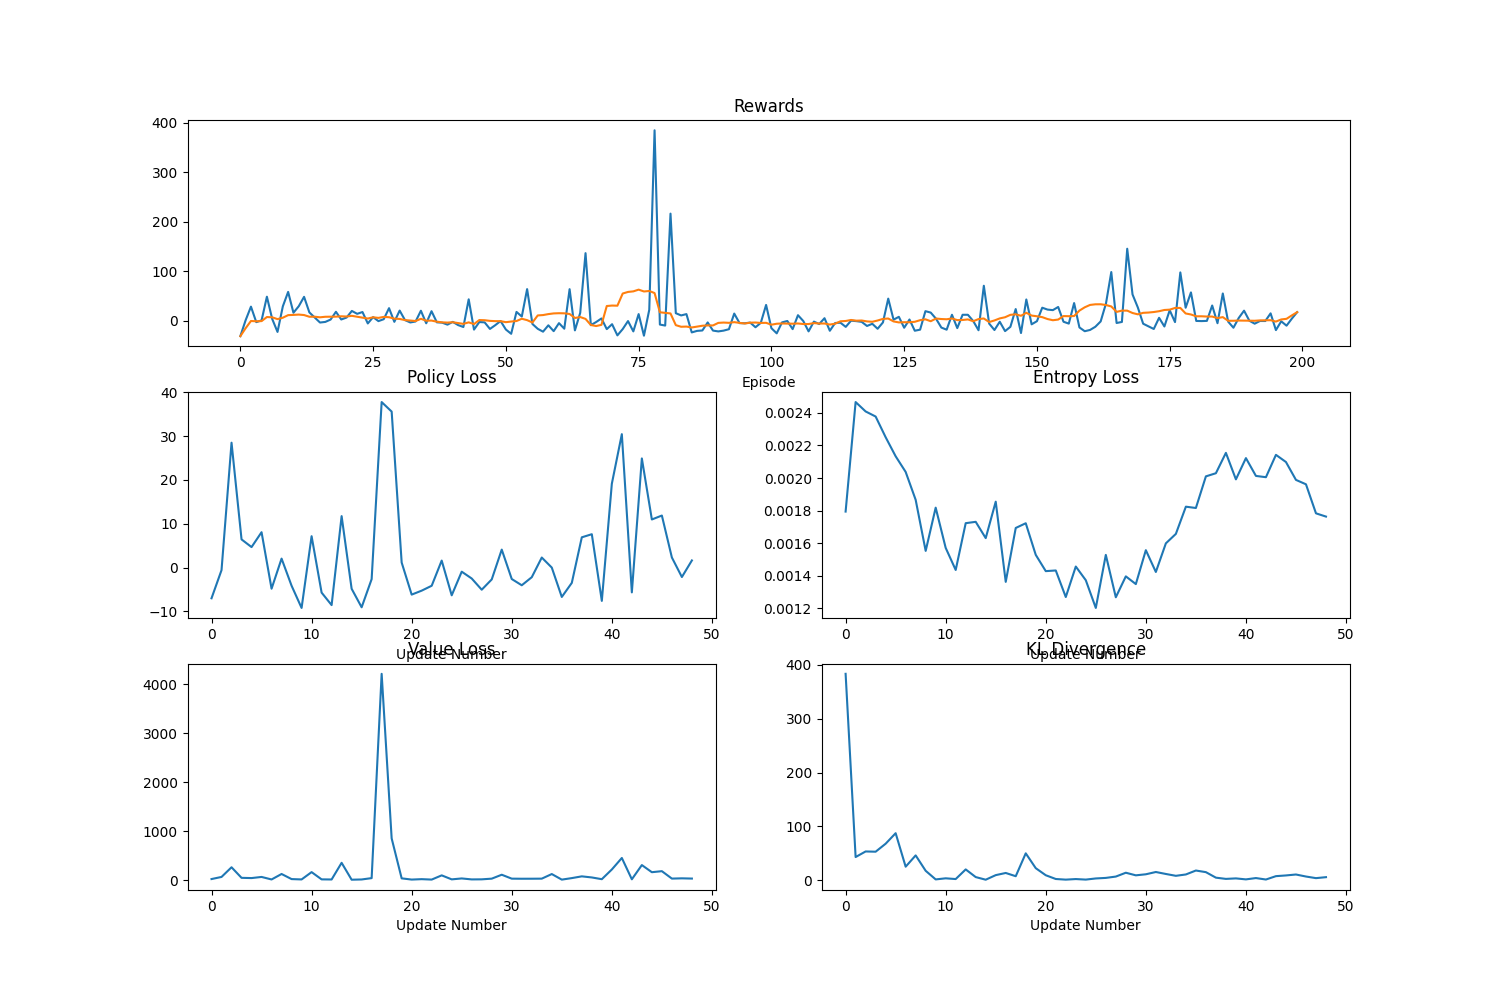 Rewards
400
300
200
100
0
0 25 50 75 100 125 150 175 200
Episode
Policy Loss
40
30
20
10
0
−10
0 10 20 30 40 50
Update Number
Entropy Loss
0.0024
0.0022
0.0020
0.0018
0.0016
0.0014
0.0012
0 10 20 30 40 50
Update Number
Value Loss
4000
3000
2000
1000
0
0 10 20 30 40 50
Update Number
KL Divergence
400
300
200
100
0
0 10 20 30 40 50
Update Number